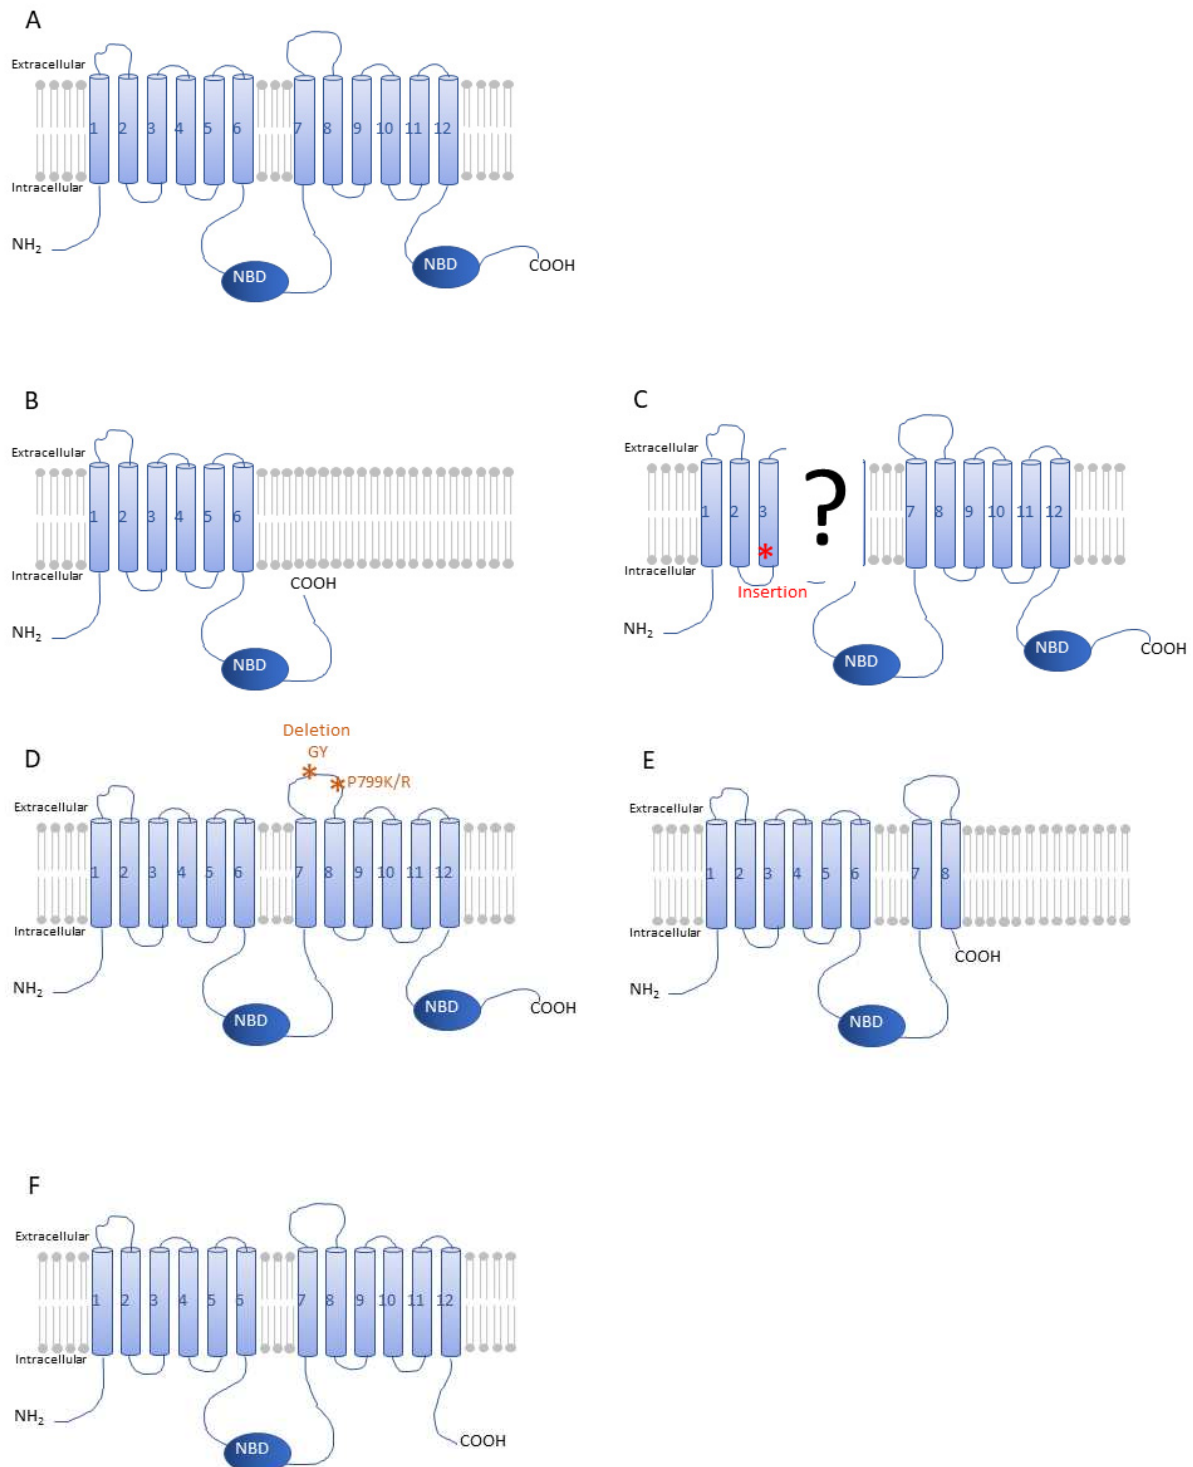 A
Extracellular
1 2 3 4 5 6 7 8 9 10 11 12
Intracellular
NH2
NBD
NBD
COOH
B
Extracellular
1 2 3 4 5 6
Intracellular
COOH
NH2
NBD
C
Extracellular
1 2 3 ? 7 8 9 10 11 12
*
Intracellular
Insertion
NH2
NBD
NBD
COOH
D
Deletion
GY
* * P799K/R
Extracellular
1 2 3 4 5 6 7 8 9 10 11 12
Intracellular
NH2
NBD
NBD
COOH
E
Extracellular
1 2 3 4 5 6 7 8
Intracellular
COOH
NH2
NBD
F
Extracellular
1 2 3 4 5 6 7 8 9 10 11 12
Intracellular
NH2
NBD
COOH